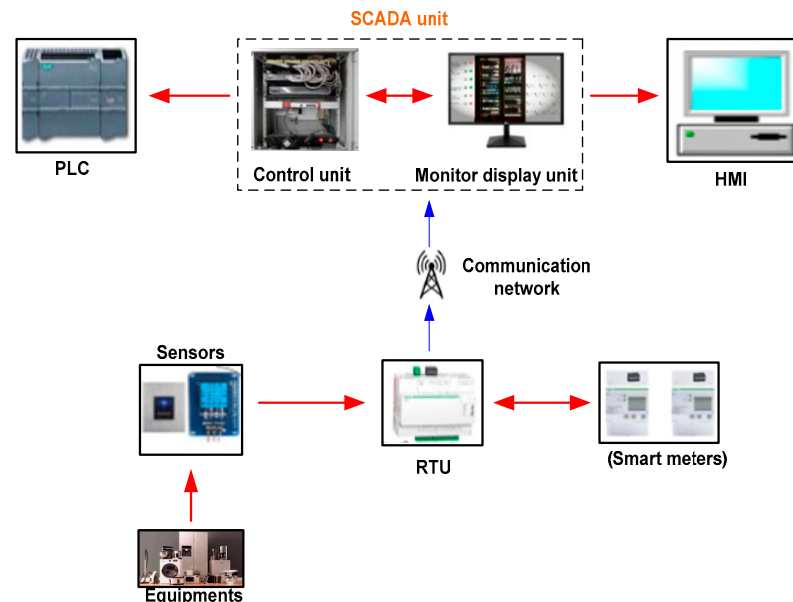 SCADA unit
PLC
Control unit
Monitor display unit
HMI
Communication
network
Sensors
RTU
(Smart meters)
Equipments